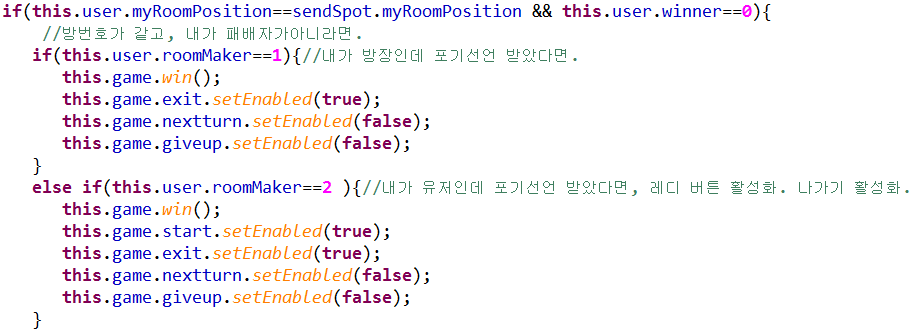 if(this.user.myRoomPosition==sendSpot.myRoomPosition && this.user.winner==0){
//방번호가 같고, 내가 패배자가아니라면.
if(this.user.roomMaker==1){//내가 방장인데 포기선언 받았다면.
this.game.win();
this.game.exit.setEnabled(true);
this.game.nextturn.setEnabled(false);
this.game.giveup.setEnabled(false);
}
else if(this.user.roomMaker==2 ){//내가 유저인데 포기선언 받았다면, 레디 버튼 활성화. 나가기 활성화.
this.game.win();
this.game.start.setEnabled(true);
this.game.exit.setEnabled(true);
this.game.nextturn.setEnabled(false);
this.game.giveup.setEnabled(false);
}